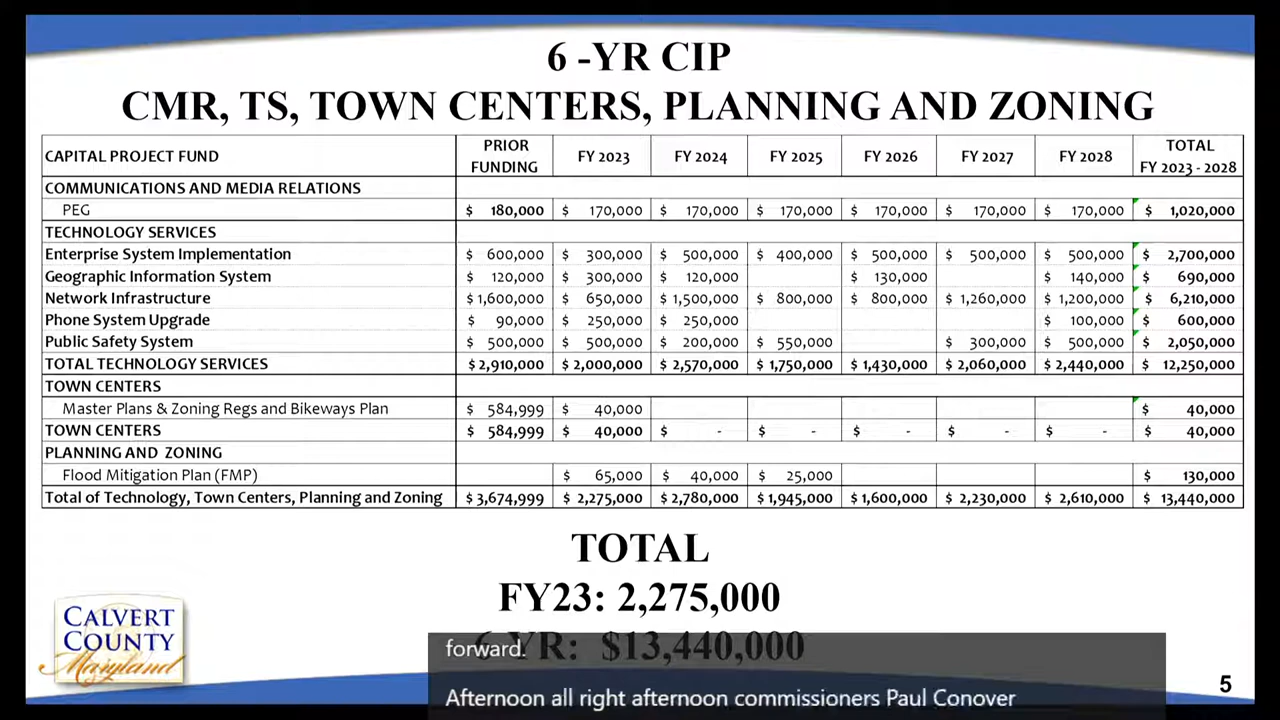 6 -YR CIP
CMR, TS, TOWN CENTERS, PLANNING AND ZONING
CAPITAL PROJECT FUND PRIOR FUNDING FY 2023 FY 2024 FY 2025 FY 2026 FY 2027 FY 2028 TOTAL FY 2023 - 2028
COMMUNICATIONS AND MEDIA RELATIONS
PEG $ 180,000 $ 170,000 $ 170,000 $ 170,000 $ 170,000 $ 170,000 $ 170,000 $ 1,020,000
TECHNOLOGY SERVICES
Enterprise System Implementation $ 600,000 $ 300,000 $ 500,000 $ 400,000 $ 500,000 $ 500,000 $ 500,000 $ 2,700,000
Geographic Information System $ 120,000 $ 300,000 $ 120,000 $ 130,000 $ 140,000 $ 690,000
Network Infrastructure $ 1,600,000 $ 650,000 $ 1,500,000 $ 800,000 $ 800,000 $ 1,260,000 $ 1,200,000 $ 6,210,000
Phone System Upgrade $ 90,000 $ 250,000 $ 250,000 $ 100,000 $ 600,000
Public Safety System $ 500,000 $ 500,000 $ 200,000 $ 550,000 $ 300,000 $ 500,000 $ 2,050,000
TOTAL TECHNOLOGY SERVICES $ 2,910,000 $ 2,000,000 $ 2,570,000 $ 1,750,000 $ 1,430,000 $ 2,060,000 $ 2,440,000 $ 12,250,000
TOWN CENTERS
Master Plans & Zoning Regs and Bikeways Plan $ 584,999 $ 40,000 $ 40,000
TOWN CENTERS $ 584,999 $ 40,000 $ - $ - $ - $ - $ - $ 40,000
PLANNING AND ZONING
Flood Mitigation Plan (FMP) $ 65,000 $ 40,000 $ 25,000 $ 130,000
Total of Technology, Town Centers, Planning and Zoning $ 3,674,999 $ 2,275,000 $ 2,780,000 $ 1,945,000 $ 1,600,000 $ 2,230,000 $ 2,610,000 $ 13,440,000
TOTAL
FY23: 2,275,000
6-YR: $13,440,000
forward.
Afternoon all right afternoon commissioners Paul Conover
CALVERT
COUNTY
Maryland
5